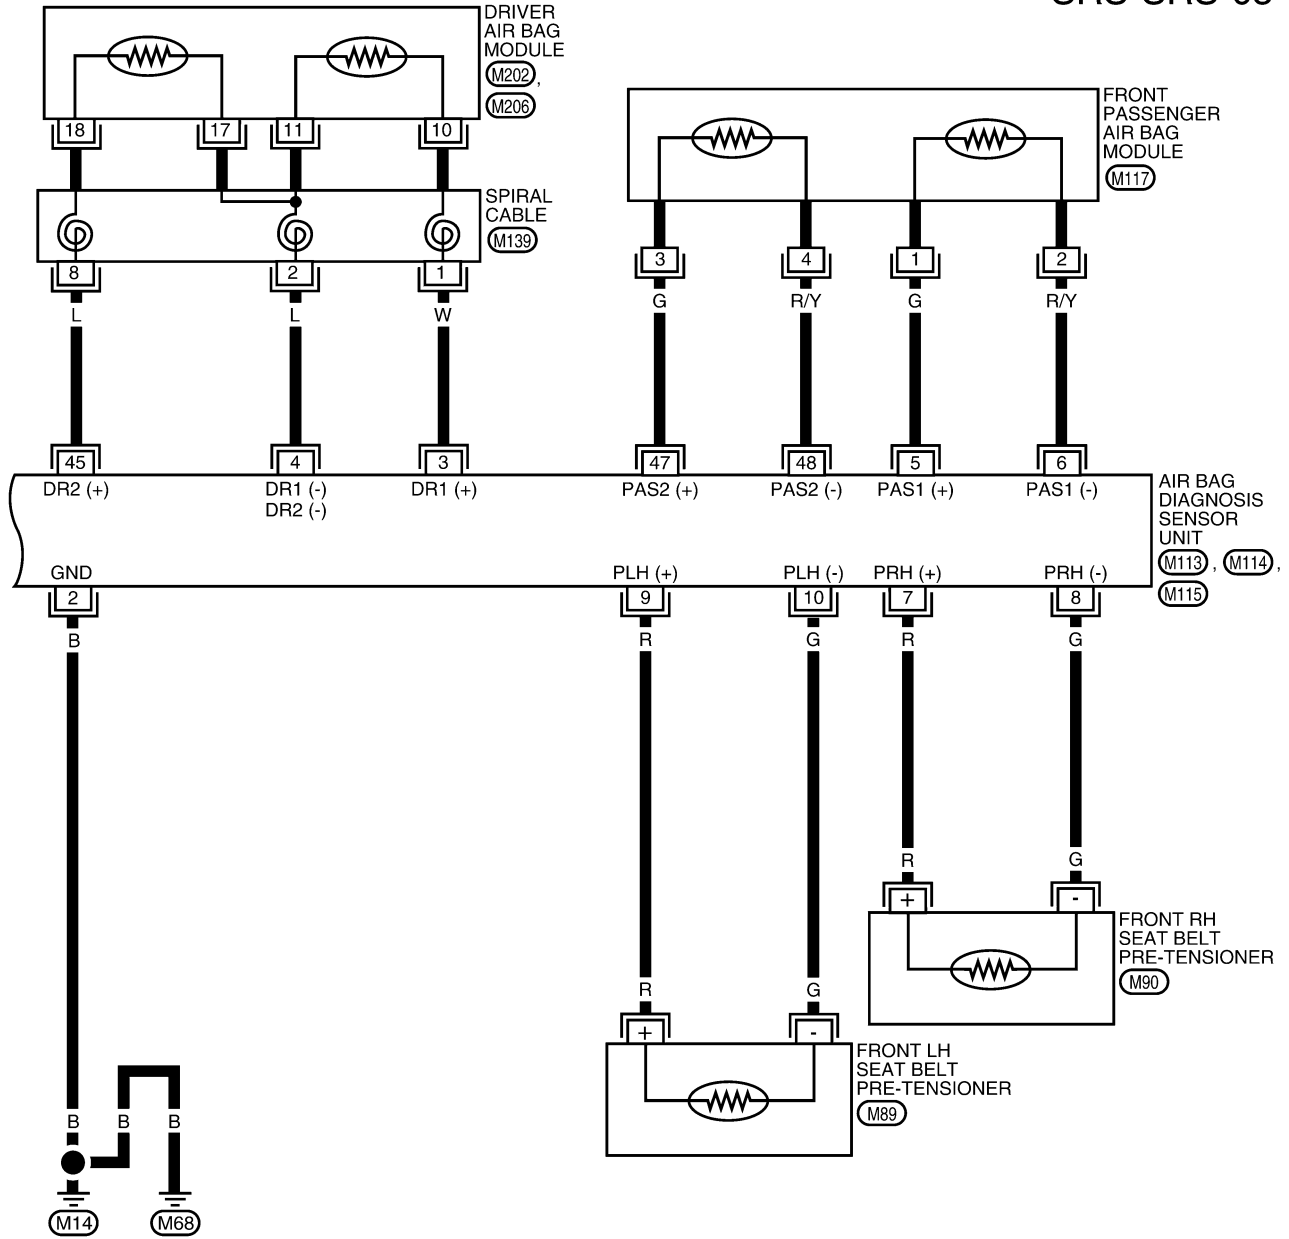 DRIVER
AIR BAG
MODULE
M202,
M206
18 17 11 10
SPIRAL
CABLE
M139
8 2 1
L L W
FRONT
PASSENGER
AIR BAG
MODULE
M117
3 4 1 2
G R/Y G R/Y
45 4 3 47 48 5 6
DR2 (+) DR1 (-) DR1 (+) PAS2 (+) PAS2 (-) PAS1 (+) PAS1 (-)
DR2 (-)
AIR BAG
DIAGNOSIS
SENSOR
UNIT
M113, M114,
M115
GND PLH (+) PLH (-) PRH (+) PRH (-)
2 9 10 7 8
B R G R G
R G
+ -
FRONT RH
SEAT BELT
PRE-TENSIONER
M90
R G
+ -
FRONT LH
SEAT BELT
PRE-TENSIONER
M89
B B B
M14 M68